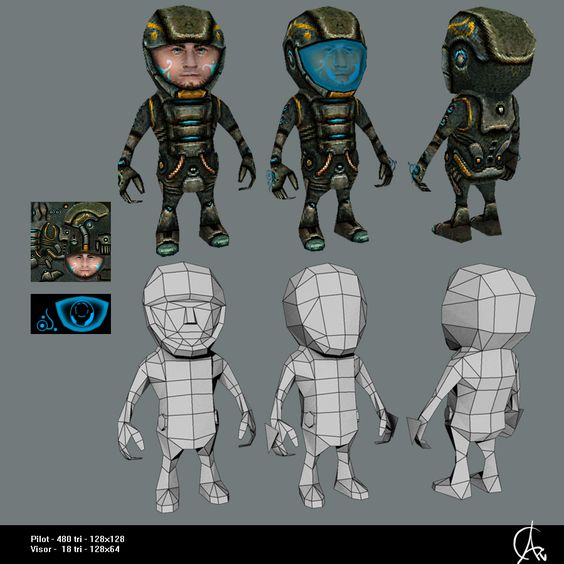 Pilot - 480 tri - 128x128
Visor - 18 tri - 128x64